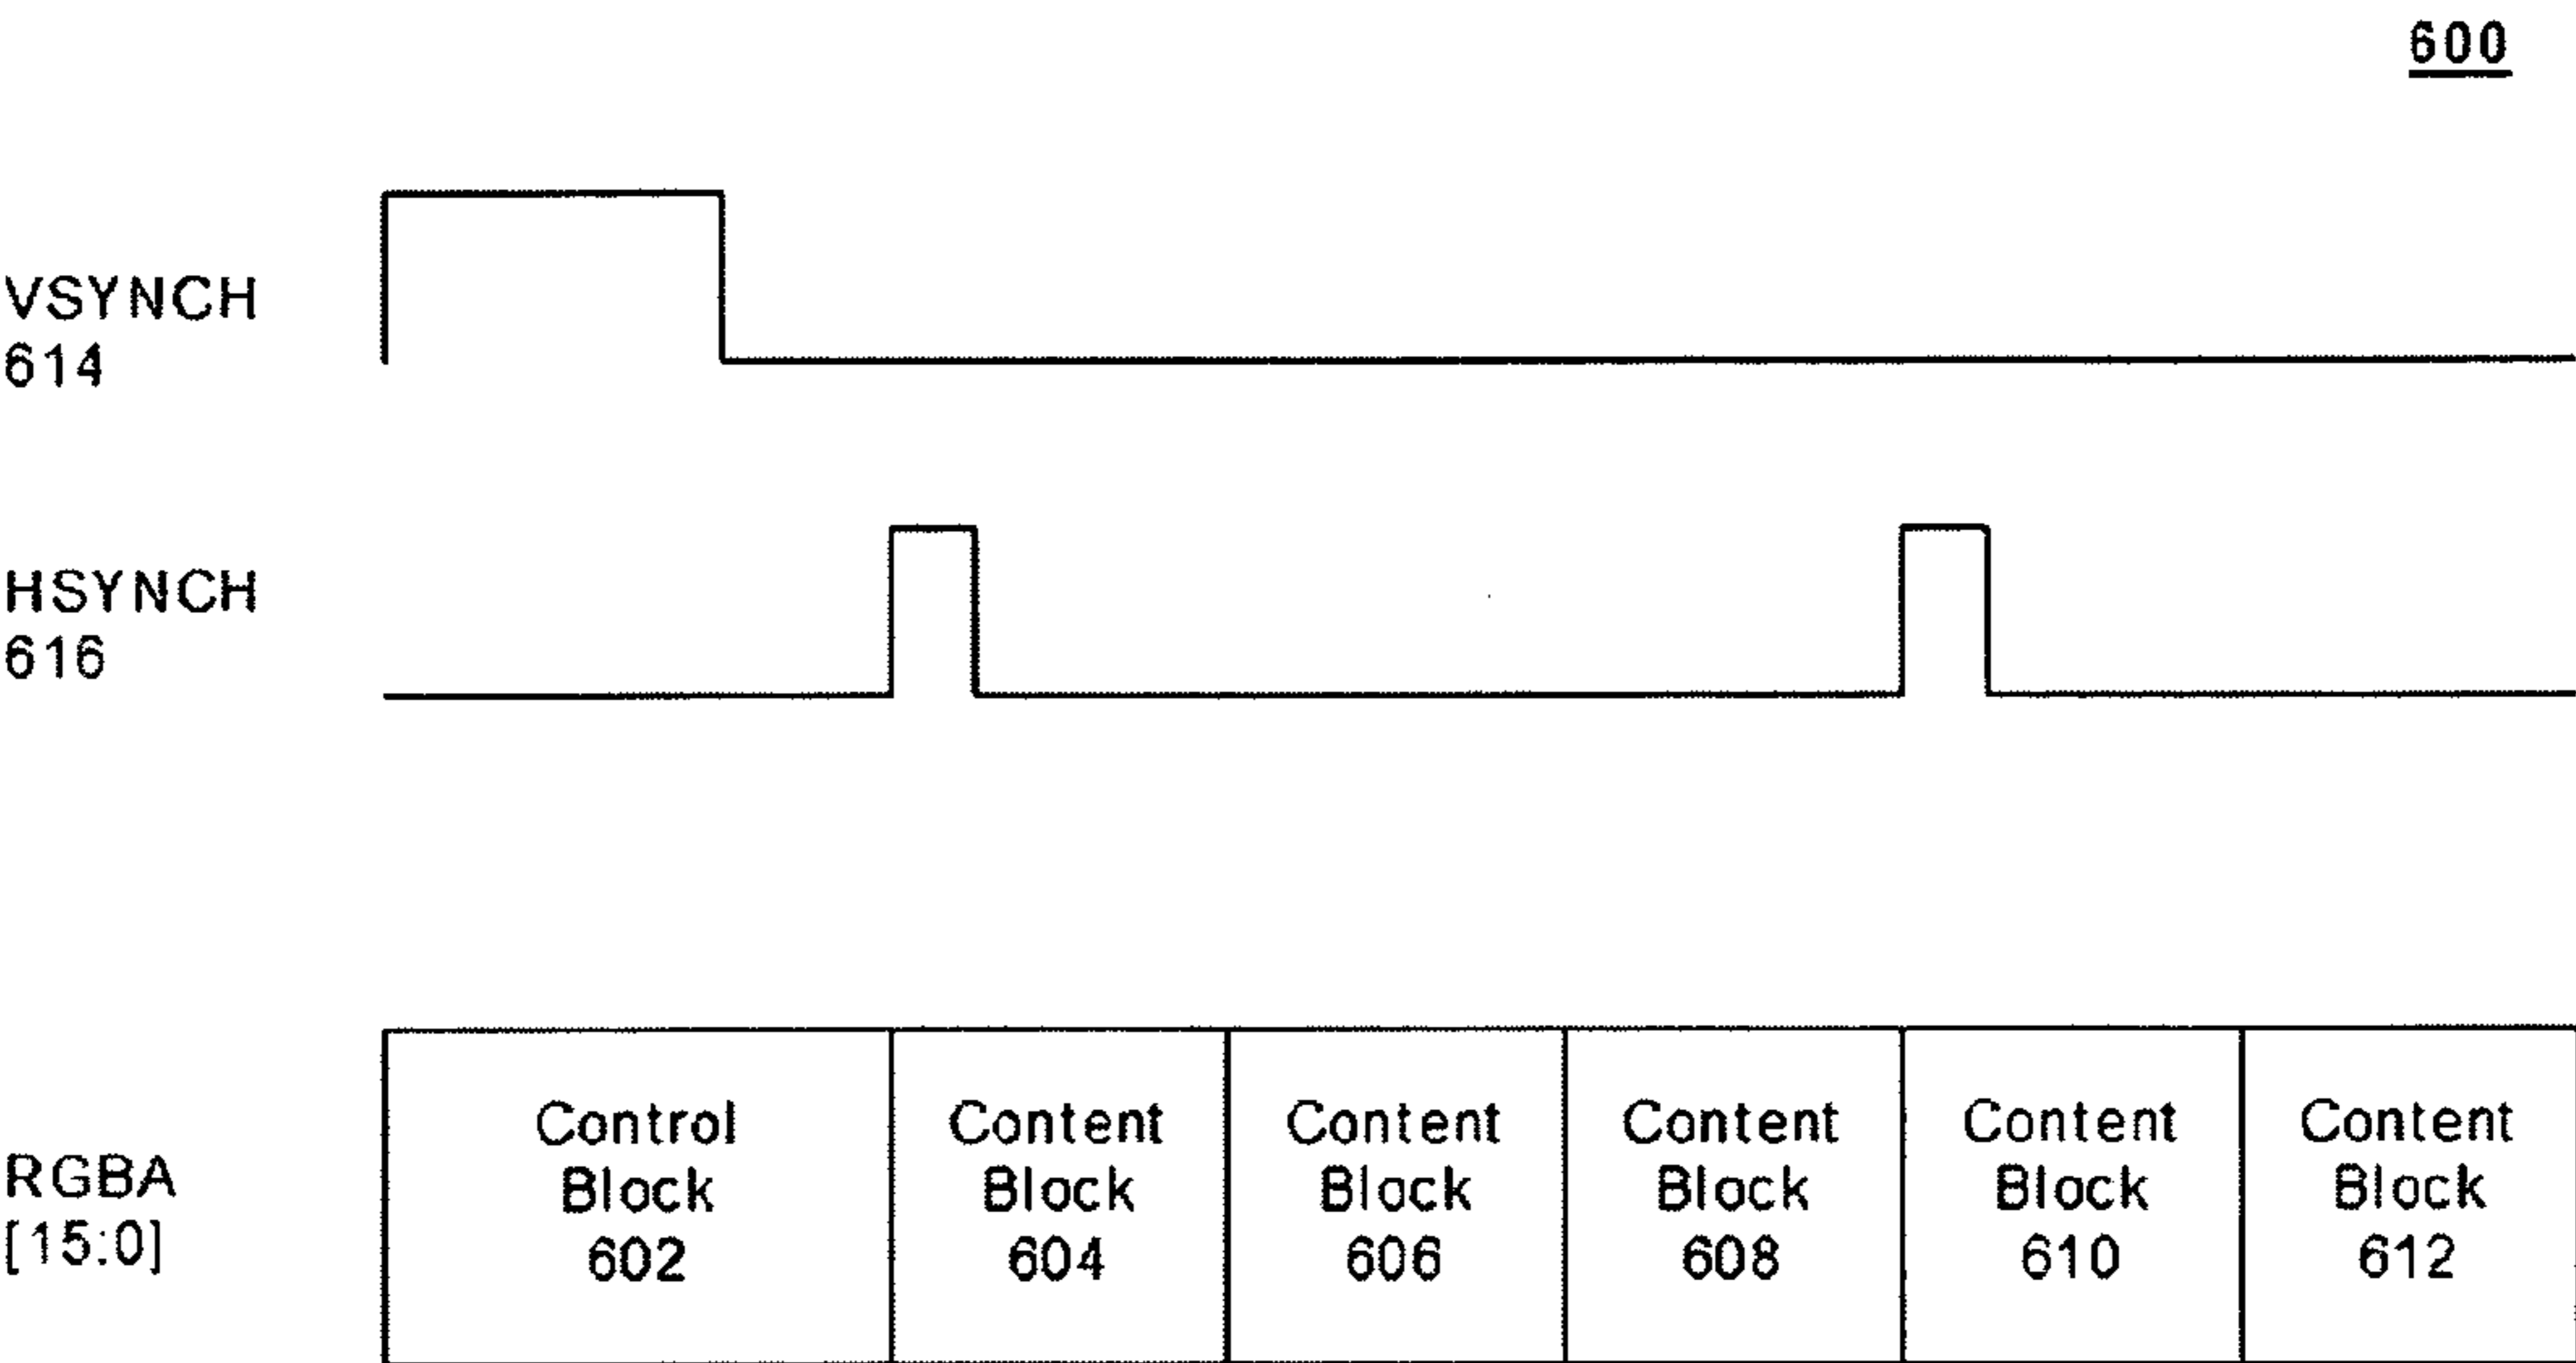 600
VSYNCH
614
HSYNCH
616
RGBA
[15:0]
Control
Block
602
Content
Block
604
Content
Block
606
Content
Block
608
Content
Block
610
Content
Block
612